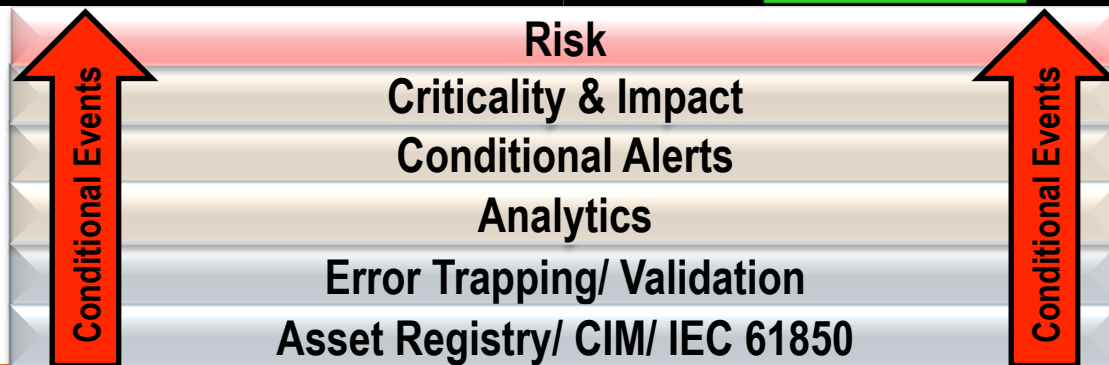 Risk
Criticality & Impact
Conditional Alerts
Analytics
Error Trapping/ Validation
Asset Registry/ CIM/ IEC 61850
Conditional Events
Conditional Events